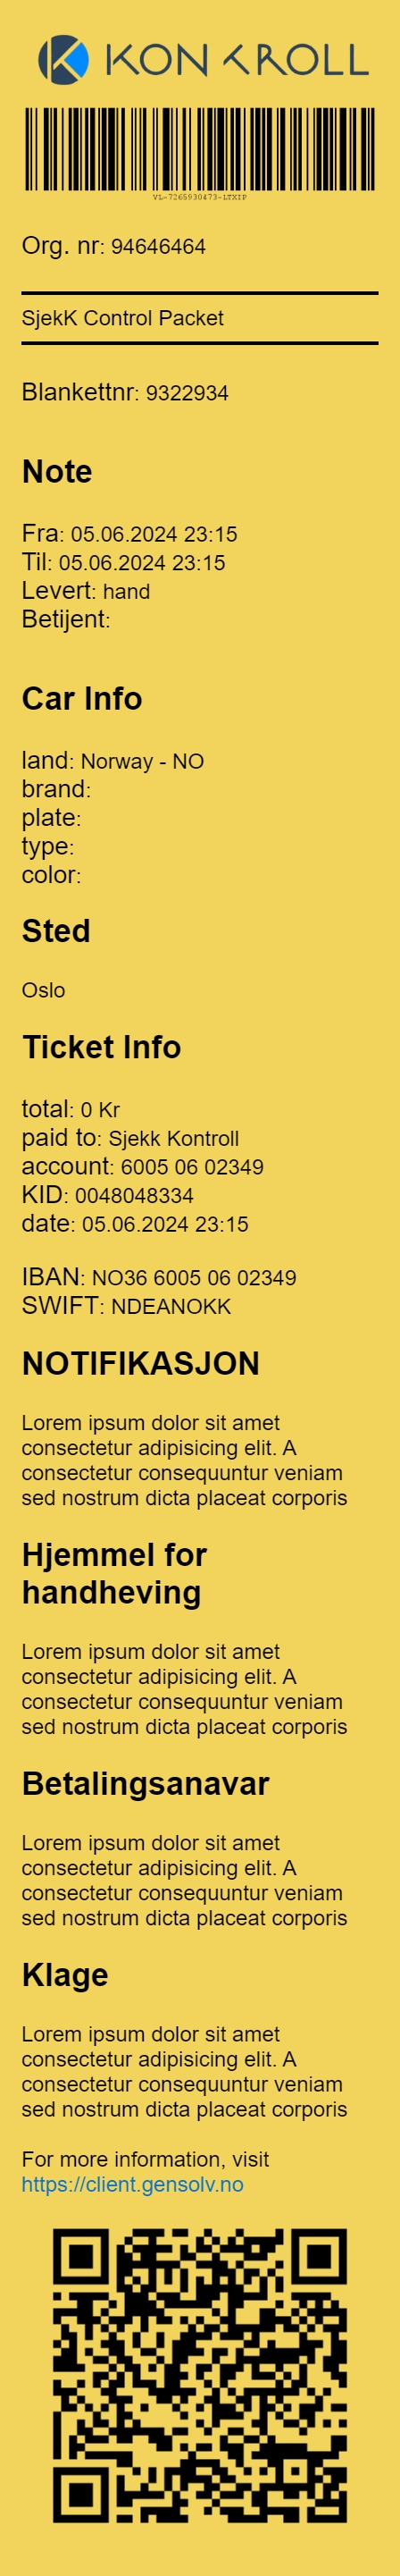 KONTROLL
VL-7265930473-LTXIP
Org. nr: 94646464
SjekK Control Packet
Blankettnr: 9322934
Note
Fra: 05.06.2024 23:15
Til: 05.06.2024 23:15
Levert: hand
Betijent:
Car Info
land: Norway - NO
brand:
plate:
type:
color:
Sted
Oslo
Ticket Info
total: 0 Kr
paid to: Sjekk Kontroll
account: 6005 06 02349
KID: 0048048334
date: 05.06.2024 23:15
IBAN: NO36 6005 06 02349
SWIFT: NDEANOKK
NOTIFIKASJON
Lorem ipsum dolor sit amet
consectetur adipisicing elit. A
consectetur consequuntur veniam
sed nostrum dicta placeat corporis
Hjemmel for
handheving
Lorem ipsum dolor sit amet
consectetur adipisicing elit. A
consectetur consequuntur veniam
sed nostrum dicta placeat corporis
Betalingsanavar
Lorem ipsum dolor sit amet
consectetur adipisicing elit. A
consectetur consequuntur veniam
sed nostrum dicta placeat corporis
Klage
Lorem ipsum dolor sit amet
consectetur adipisicing elit. A
consectetur consequuntur veniam
sed nostrum dicta placeat corporis
For more information, visit
https://client.gensolv.no